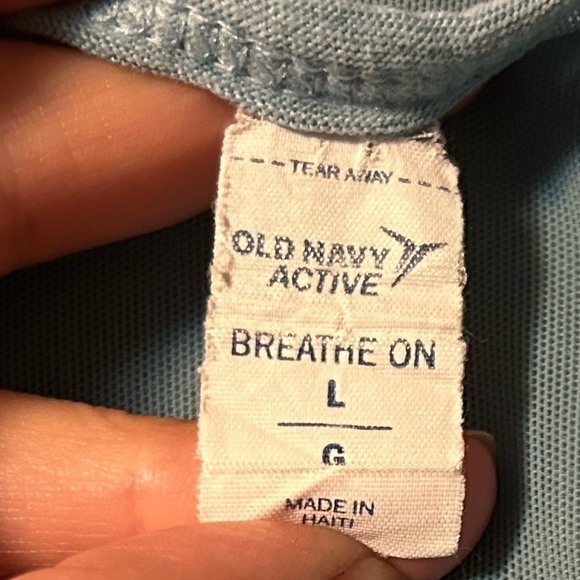 TEAR AWAY
OLD NAVY
ACTIVE
BREATHE ON
L
G
MADE IN
HAITI